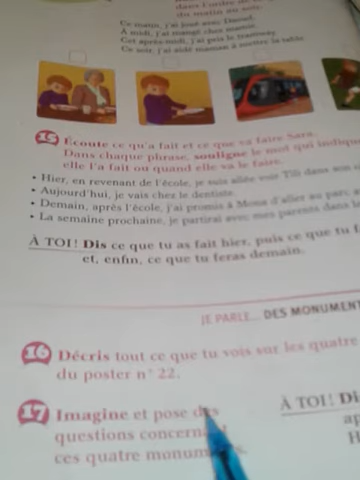 dans l'ordre de
du matin au soir.
Ce matin, j'ai joué avec Daoud.
À midi, j'ai mangé chez mamie.
Cet après-midi, j'ai pris le tramway.
Ce soir, j'ai aidé maman à mettre la table.
15 Écoute ce qu'a fait et ce que va faire Sara.
Dans chaque phrase, souligne le mot qui indique
elle l'a fait ou quand elle va le faire.
• Hier, en revenant de l'école, je suis allée voir Titi dans son
• Aujourd'hui, je vais chez le dentiste.
• Demain, après l'école, j'ai promis à Mona d'aller au parc
• La semaine prochaine, je partirai avec mes parents dans
À TOI ! Dis ce que tu as fait hier, puis ce que tu
et, enfin, ce que tu feras demain.
JE PARLE... DES MONUMENT
16 Décris tout ce que tu vois sur les quatre
du poster n° 22.
17 Imagine et pose des
questions concern
ces quatre monum
À TOI ! Di
ap
H